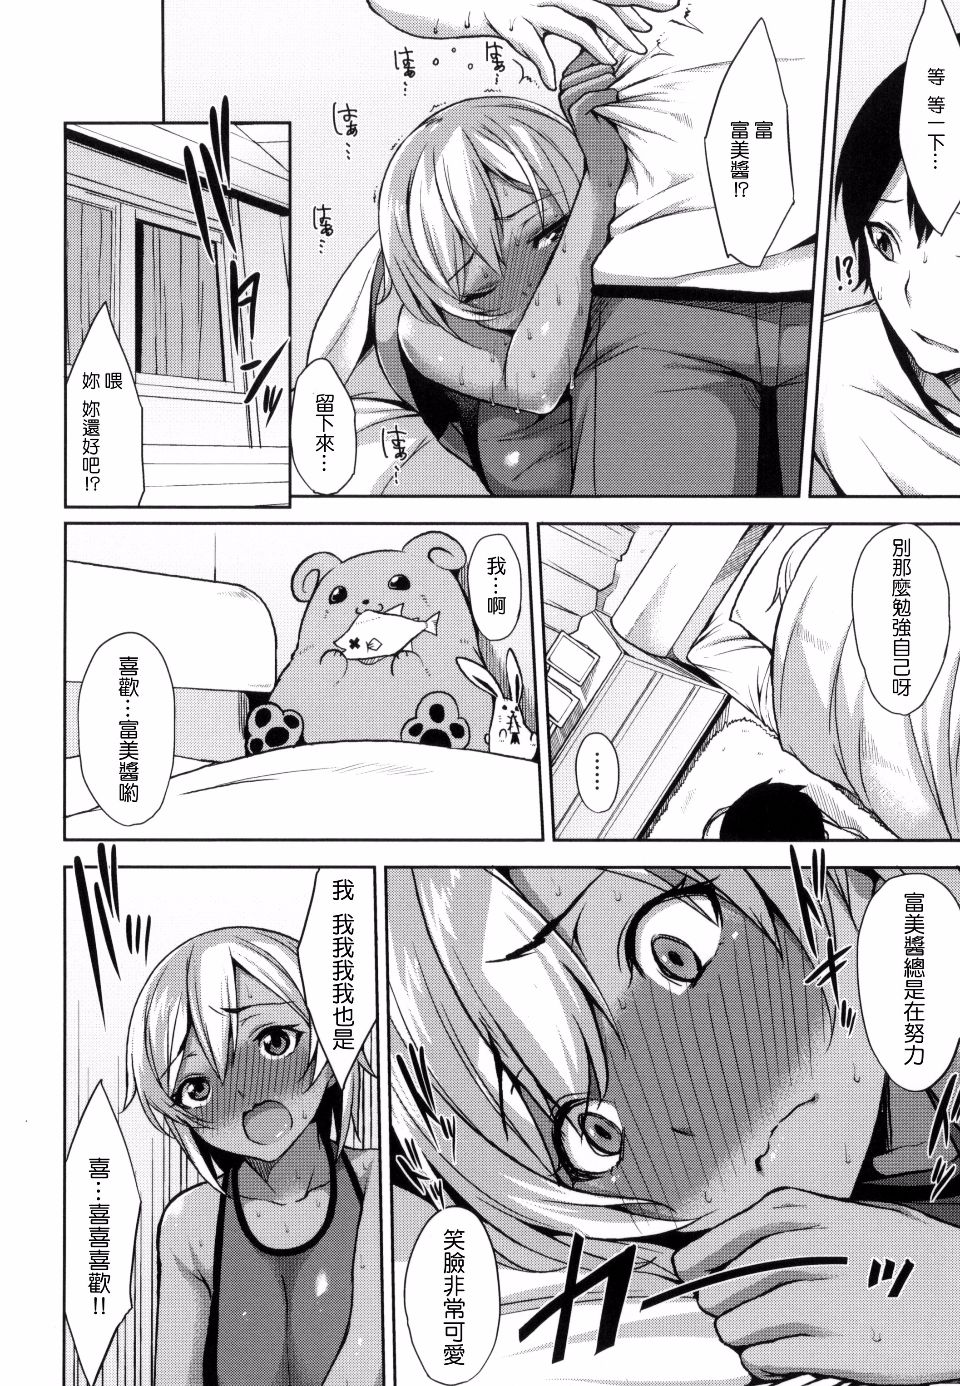 等 等一下…
!?
富
富美醬!?
はぁ…
はぁ…
はぁ…
はぁ…
はぁ…
留下來…
喂
妳 妳還好吧!?
別那麼勉強自己呀
……
我…啊
喜歡…富美醬喲
富美醬總是在努力
笑臉非常可愛
我 我我我我也是
喜…喜喜喜歡!!